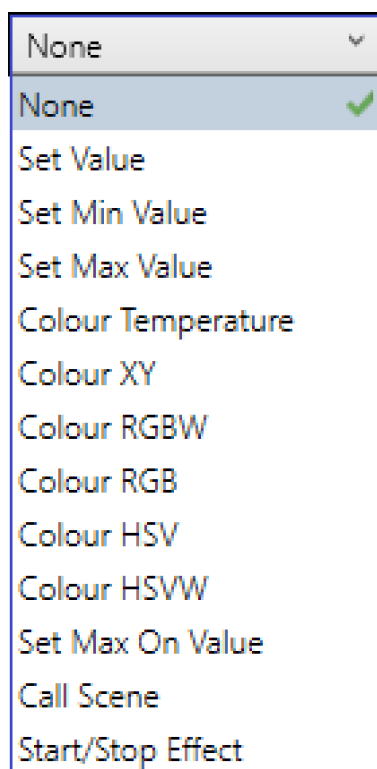 None
None
Set Value
Set Min Value
Set Max Value
Colour Temperature
Colour XY
Colour RGBW
Colour RGB
Colour HSV
Colour HSVW
Set Max On Value
Call Scene
Start/Stop Effect